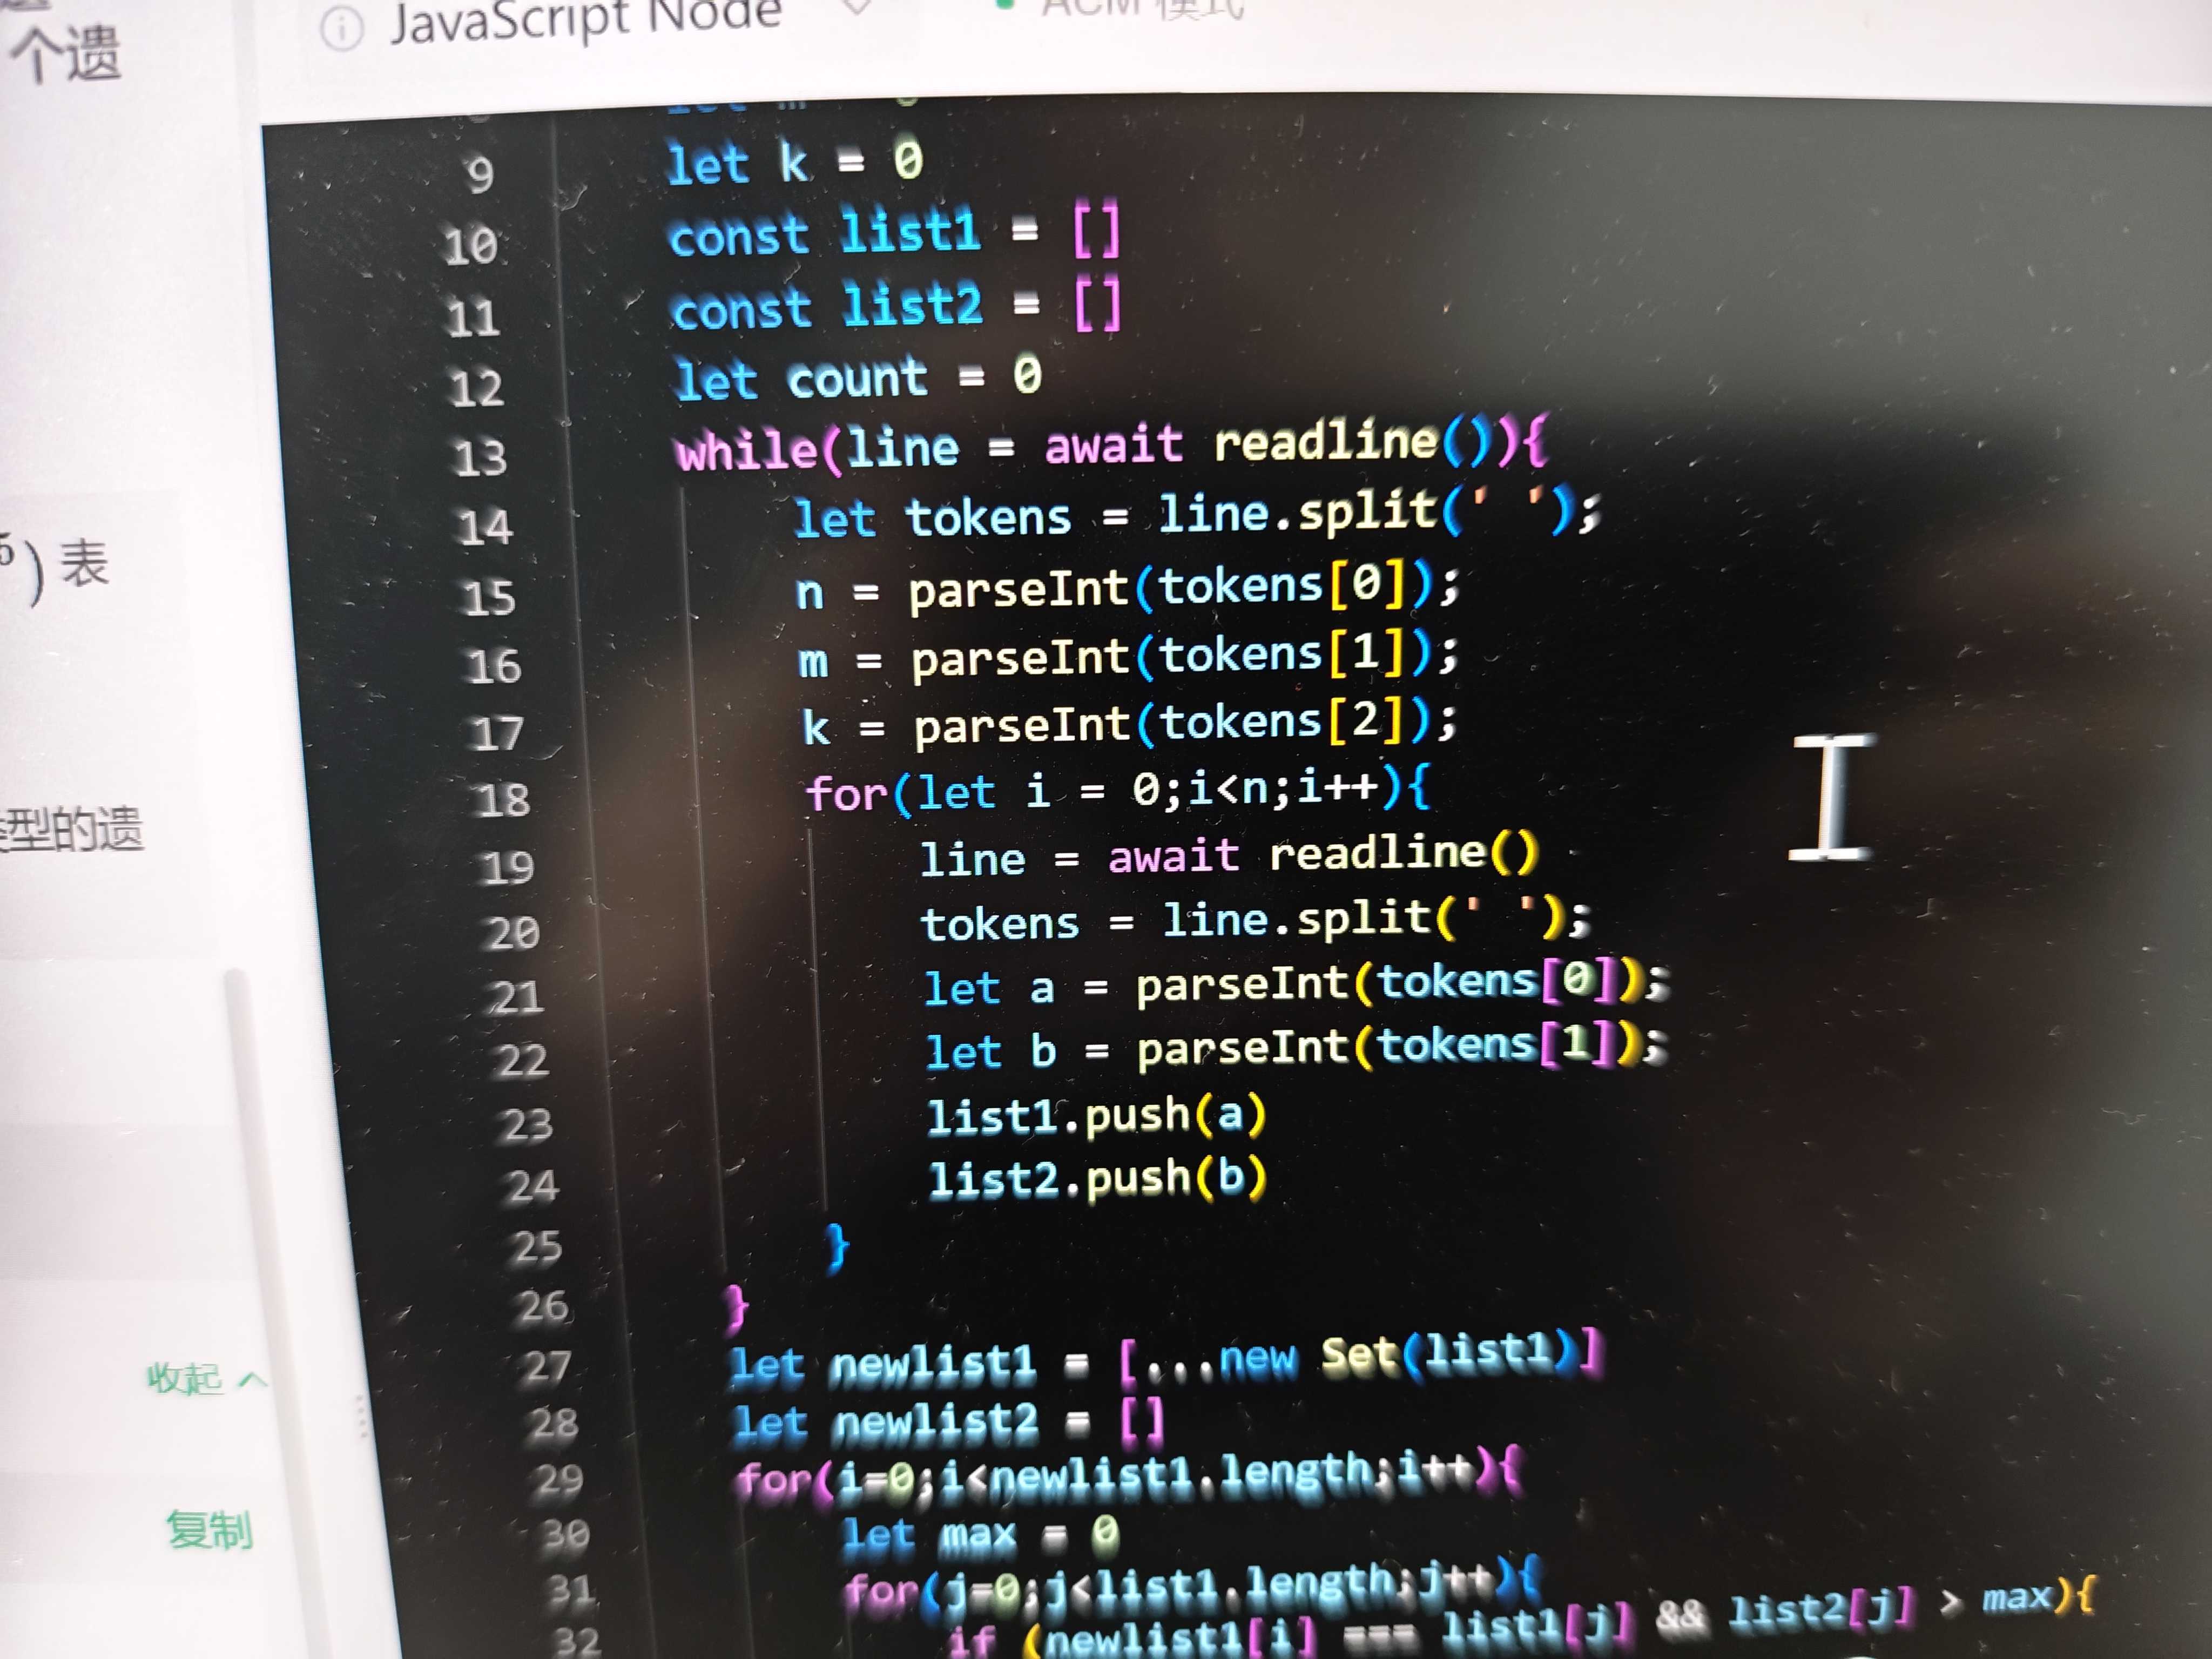 个遗
JavaScript Node
ACM 模式
9 let k = 0
10 const list1 = []
11 const list2 = []
12 let count = 0
13 while(line = await readline()){
14 let tokens = line.split(' ');
15 n = parseInt(tokens[0]);
16 m = parseInt(tokens[1]);
17 k = parseInt(tokens[2]);
18 for(let i = 0;i<n;i++){
19 line = await readline()
20 tokens = line.split(' ');
21 let a = parseInt(tokens[0]);
22 let b = parseInt(tokens[1]);
23 list1.push(a)
24 list2.push(b)
25 }
26 }
27 let newlist1 = [...new Set(list1)]
28 let newlist2 = []
29 for(i=0;i<newlist1.length;i++){
30 let max = 0
31 for(j=0;j<list1.length;j++){
32 if (newlist1[i] === list1[j] && list2[j] > max){
5) 表
型的遗
收起
复制